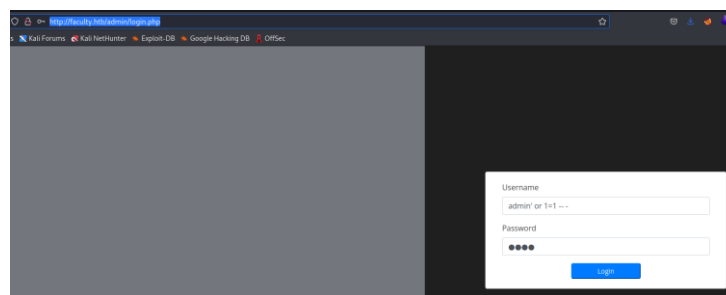 http://faculty.htb/admin/login.php
s Kali Forums Kali NetHunter Exploit-DB Google Hacking DB OffSec
Username
admin' or 1=1 -- -
Password
Login